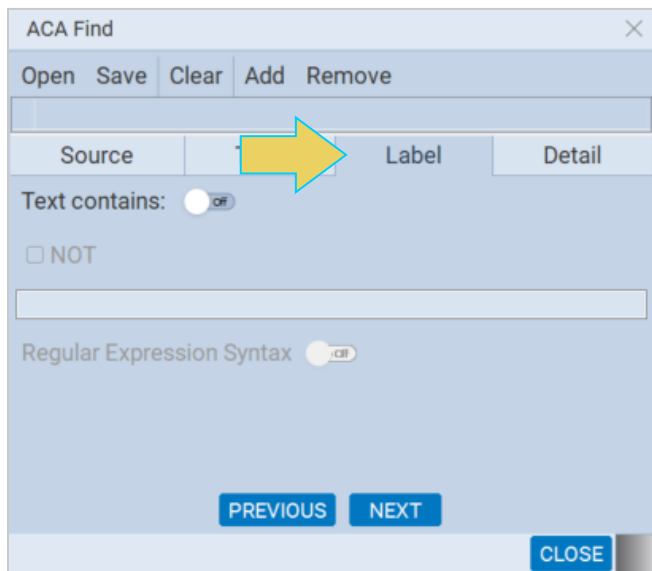 ACA Find
Open Save Clear Add Remove
Source Label Detail
Text contains: Off
NOT
Regular Expression Syntax Off
PREVIOUS NEXT
CLOSE